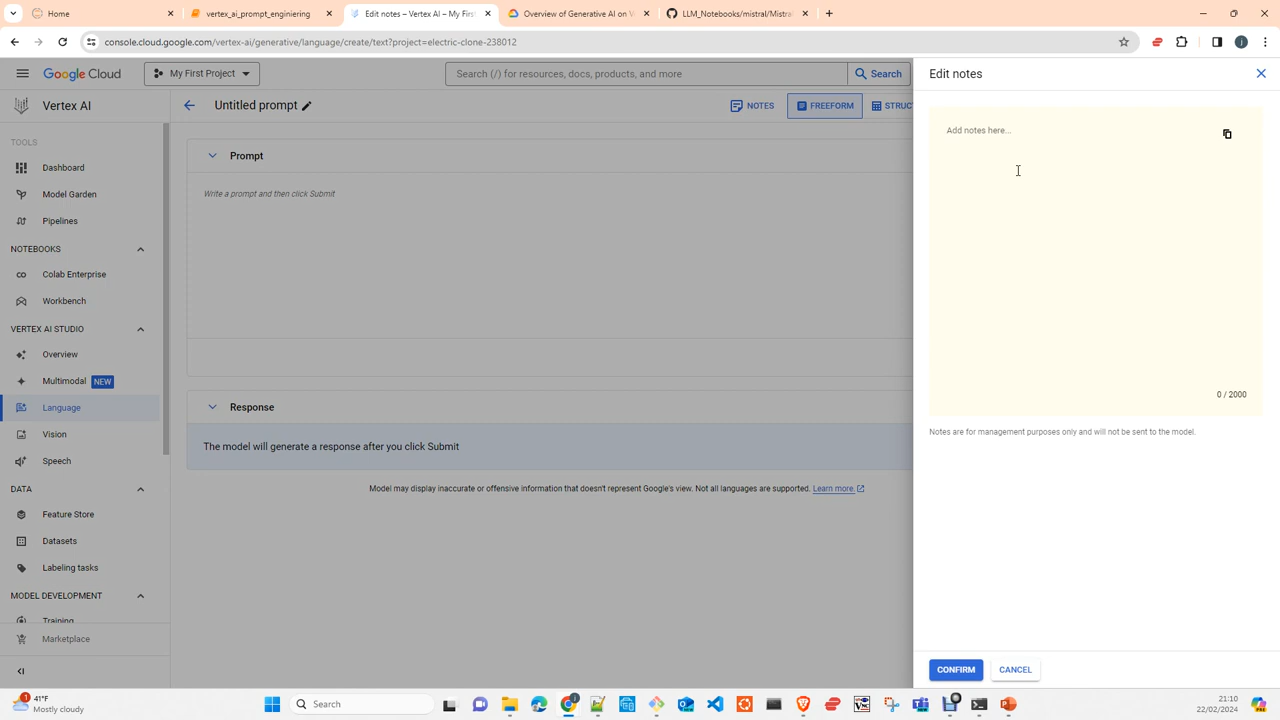 Home
vertex_ai_prompt_enginiering
Edit notes – Vertex AI – My Firs
Overview of Generative AI on V
LLM_Notebooks/mistral/Mistral
console.cloud.google.com/vertex-ai/generative/language/create/text?project=electric-clone-238012
Google Cloud
My First Project
Search (/) for resources, docs, products, and more
Search
Edit notes
Vertex AI
Untitled prompt
NOTES
FREEFORM
STRUC
TOOLS
Dashboard
Model Garden
Pipelines
NOTEBOOKS
Colab Enterprise
Workbench
VERTEX AI STUDIO
Overview
Multimodal NEW
Language
Vision
Speech
DATA
Feature Store
Datasets
Labeling tasks
MODEL DEVELOPMENT
Training
Marketplace
Prompt
Write a prompt and then click Submit
Response
The model will generate a response after you click Submit
Model may display inaccurate or offensive information that doesn't represent Google's view. Not all languages are supported. Learn more.
Add notes here...
0 / 2000
Notes are for management purposes only and will not be sent to the model.
CONFIRM
CANCEL
1
41°F
Mostly cloudy
Search
21:10
22/02/2024